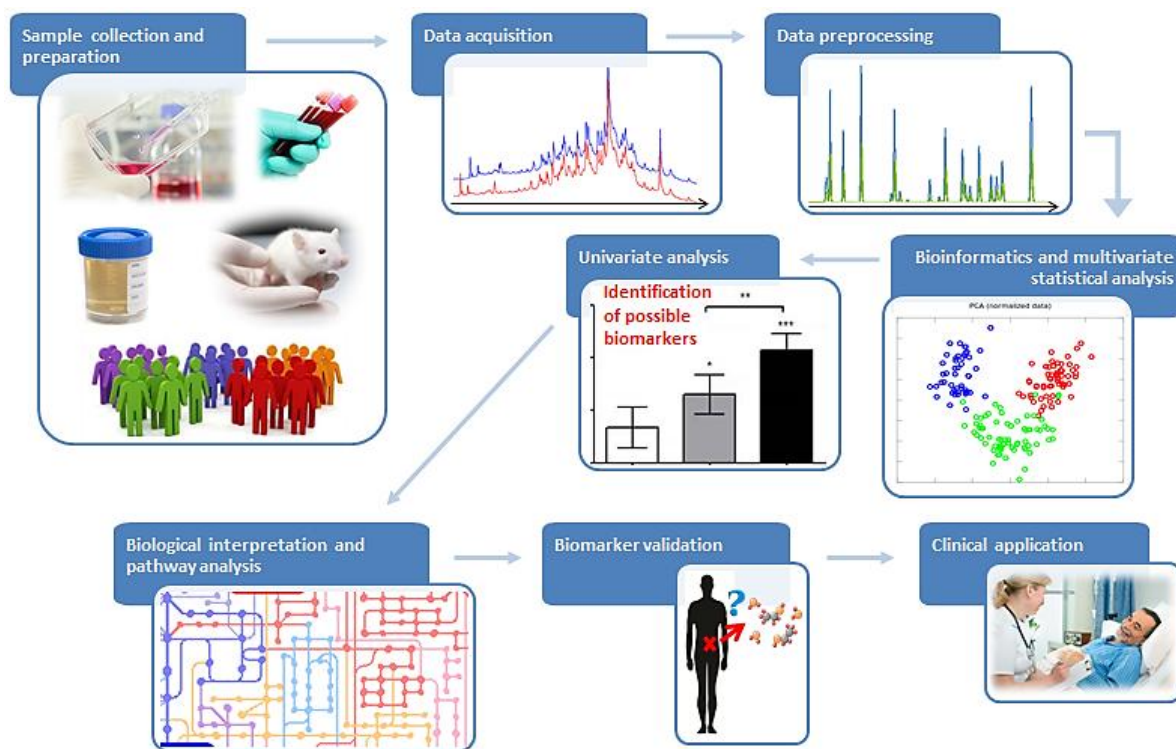 Sample collection and
preparation
Data acquisition
Data preprocessing
Bioinformatics and multivariate
statistical analysis
PCA (normalized data)
Univariate analysis
Identification
of possible
biomarkers
**
***
*
Biological interpretation and
pathway analysis
Biomarker validation
?
Clinical application